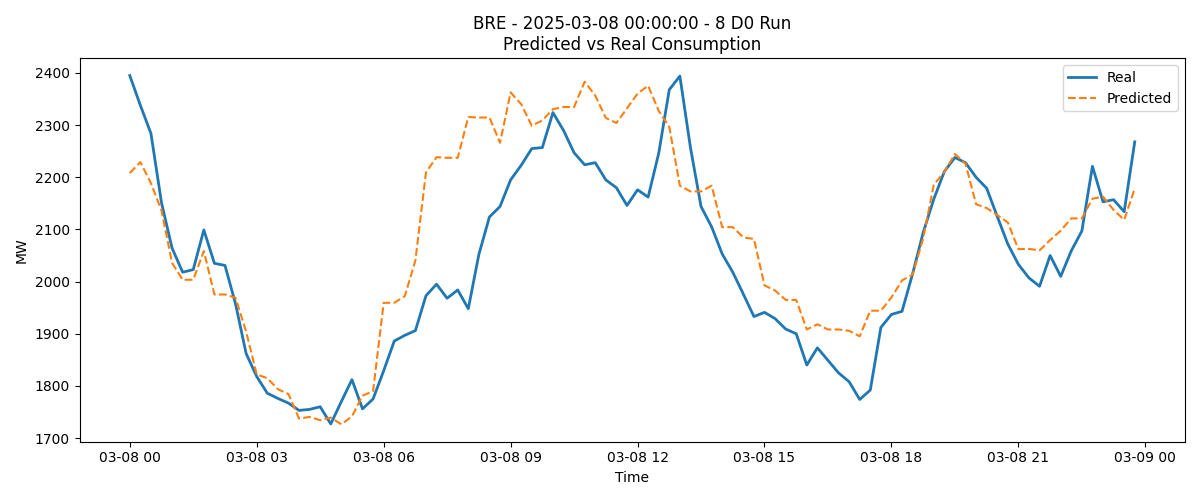 BRE - 2025-03-08 00:00:00 - 8 D0 Run
Predicted vs Real Consumption
Real
Predicted
MW
2400
2300
2200
2100
2000
1900
1800
1700
03-08 00
03-08 03
03-08 06
03-08 09
03-08 12
03-08 15
03-08 18
03-08 21
03-09 00
Time